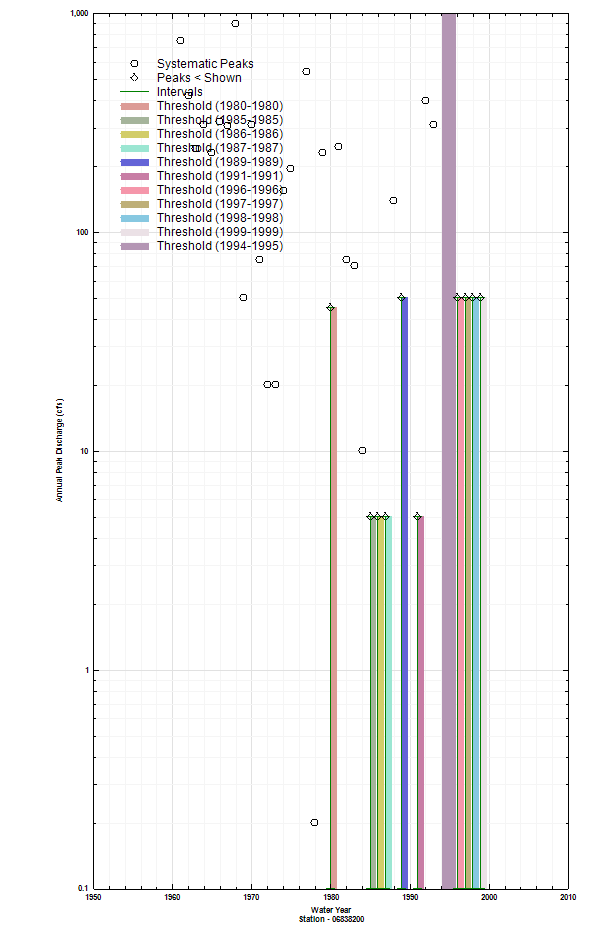 1,000
Systematic Peaks
Peaks < Shown
Intervals
Threshold (1980-1980)
Threshold (1985-1985)
Threshold (1986-1986)
Threshold (1987-1987)
Threshold (1989-1989)
Threshold (1991-1991)
Threshold (1996-1996)
Threshold (1997-1997)
Threshold (1998-1998)
Threshold (1999-1999)
Threshold (1994-1995)
100
Annual Peak Discharge (cfs)
10
1
0.1
1950 1960 1970 1980 1990 2000 2010
Water Year
Station - 06838200